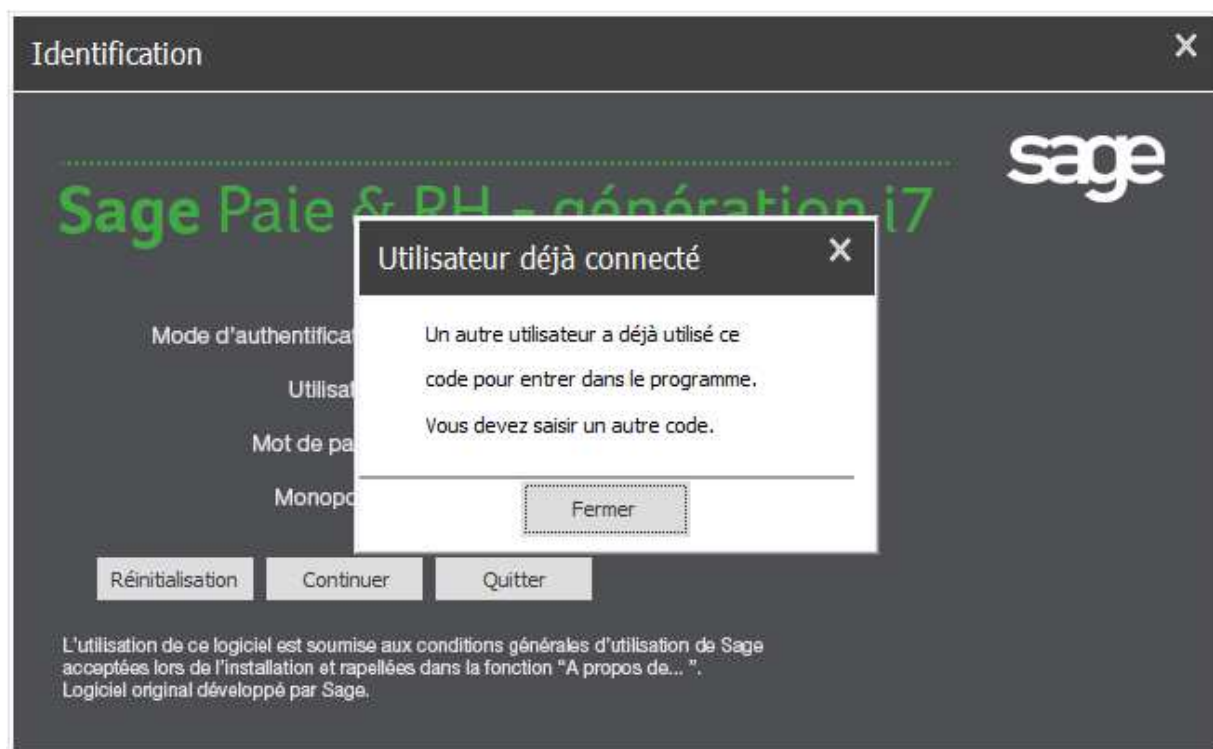 Identification
sage
Sage Paie & RH - génération i7
Utilisateur déjà connecté
Mode d'authentificat
Un autre utilisateur a déjà utilisé ce
Utilisat
code pour entrer dans le programme.
Mot de pa
Vous devez saisir un autre code.
Monopo
Fermer
Réinitialisation Continuer Quitter
L'utilisation de ce logiciel est soumise aux conditions générales d'utilisation de Sage
acceptées lors de l'installation et rapellées dans la fonction "A propos de... ".
Logiciel original développé par Sage.